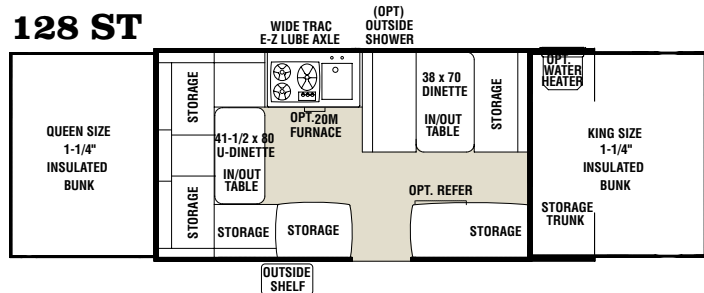 128 ST
WIDE TRAC
E-Z LUBE AXLE
(OPT)
OUTSIDE
SHOWER
QUEEN SIZE
1-1/4"
INSULATED
BUNK
STORAGE
STORAGE
41-1/2 x 80
U-DINETTE
IN/OUT
TABLE
OPT. 20M
FURNACE
38 x 70
DINETTE
IN/OUT
TABLE
STORAGE
OPT.
WATER
HEATER
KING SIZE
1-1/4"
INSULATED
BUNK
STORAGE
TRUNK
OPT. REFER
STORAGE
STORAGE
STORAGE
OUTSIDE
SHELF